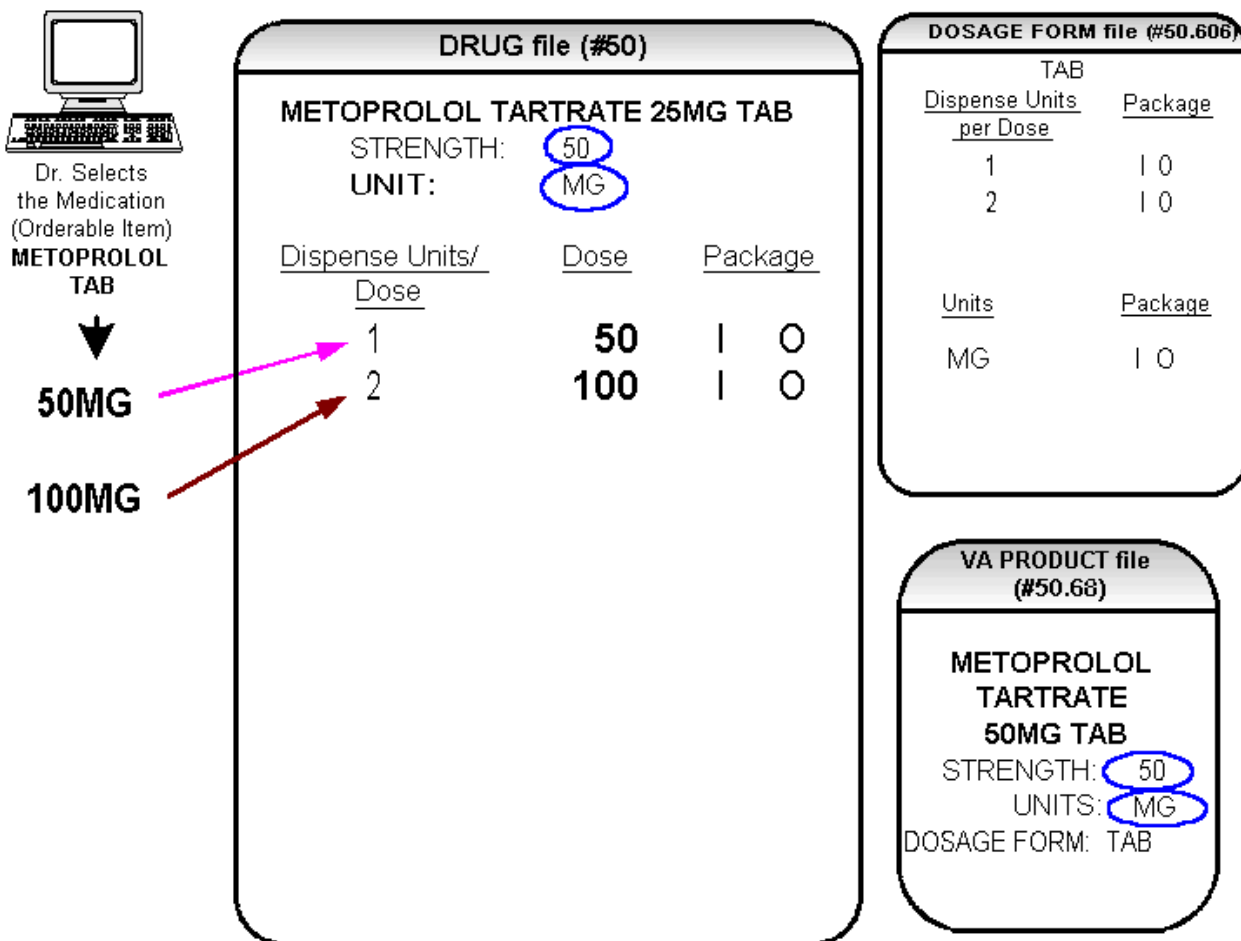 Dr. Selects
the Medication
(Orderable Item)
METOPROLOL
TAB
50MG
100MG
DRUG file (#50)
METOPROLOL TARTRATE 25MG TAB
STRENGTH: 50
UNIT: MG
Dispense Units/ Dose Package
Dose
1 50 I O
2 100 I O
DOSAGE FORM file (#50.606)
TAB
Dispense Units Package
per Dose
1 I O
2 I O
Units Package
MG I O
VA PRODUCT file
(#50.68)
METOPROLOL
TARTRATE
50MG TAB
STRENGTH: 50
UNITS: MG
DOSAGE FORM: TAB